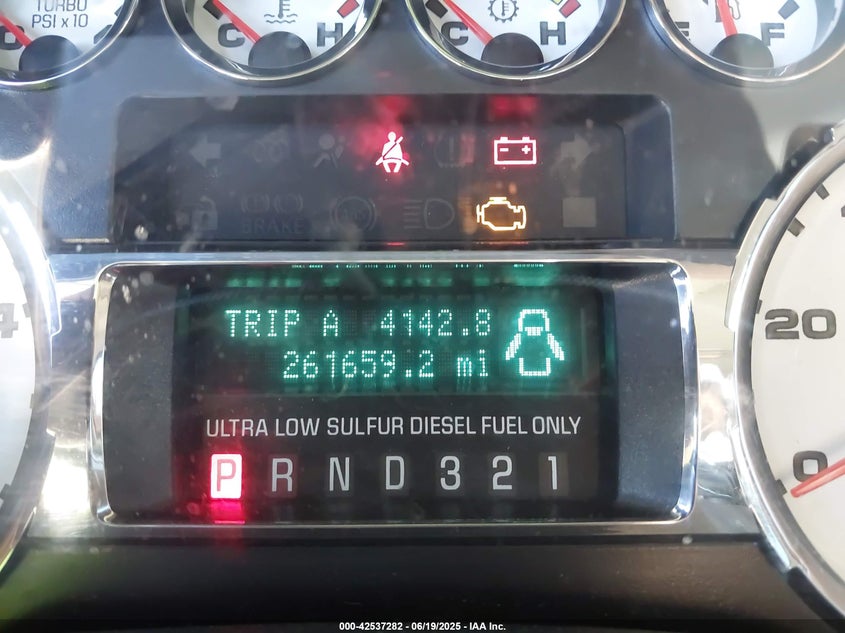 TURBO
PSI x 10
C H
C H
E F
BRAKE
4
20
0
TRIP A 4142.8
261659.2 mi
ULTRA LOW SULFUR DIESEL FUEL ONLY
P R N D 3 2 1
000-42537282 - 06/19/2025 - IAA Inc.